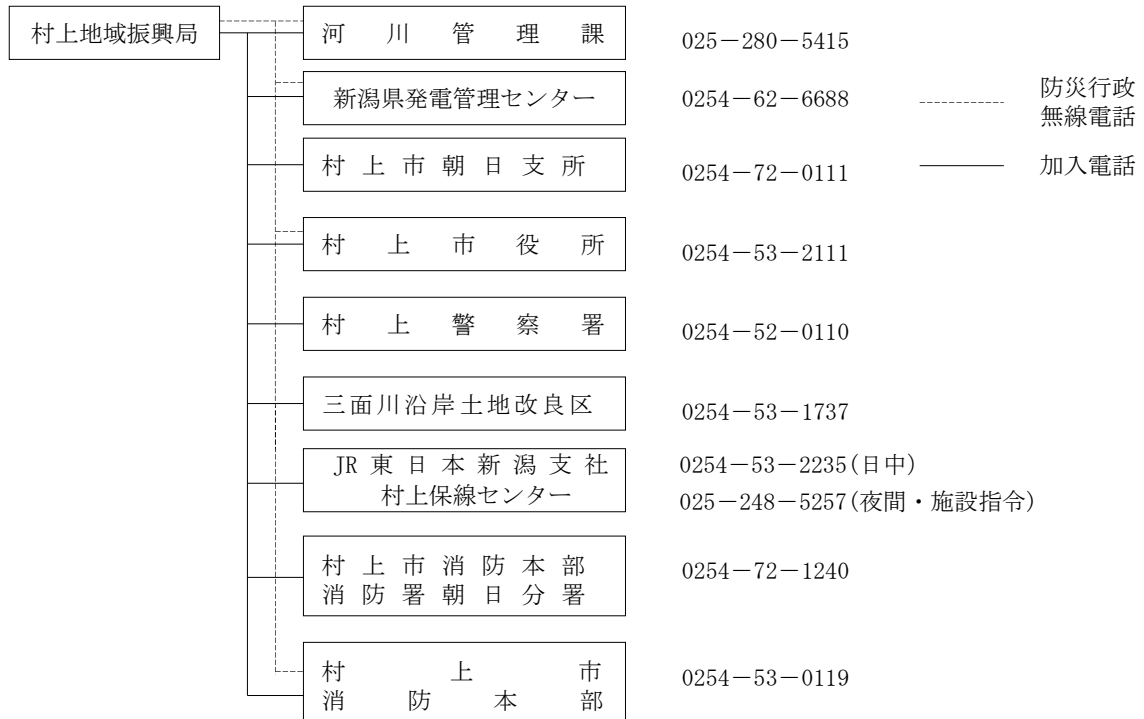 村上地域振興局
河川管理課 025－280－5415
新潟県発電管理センター 0254－62－6688
防災行政
無線電話
村上市朝日支所 0254－72－0111
加入電話
村上市役所 0254－53－2111
村上警察署 0254－52－0110
三面川沿岸土地改良区 0254－53－1737
JR東日本新潟支社 0254－53－2235(日中)
村上保線センター 025－248－5257(夜間・施設指令)
村上市消防本部
消防署朝日分署 0254－72－1240
村上市
消防本部 0254－53－0119